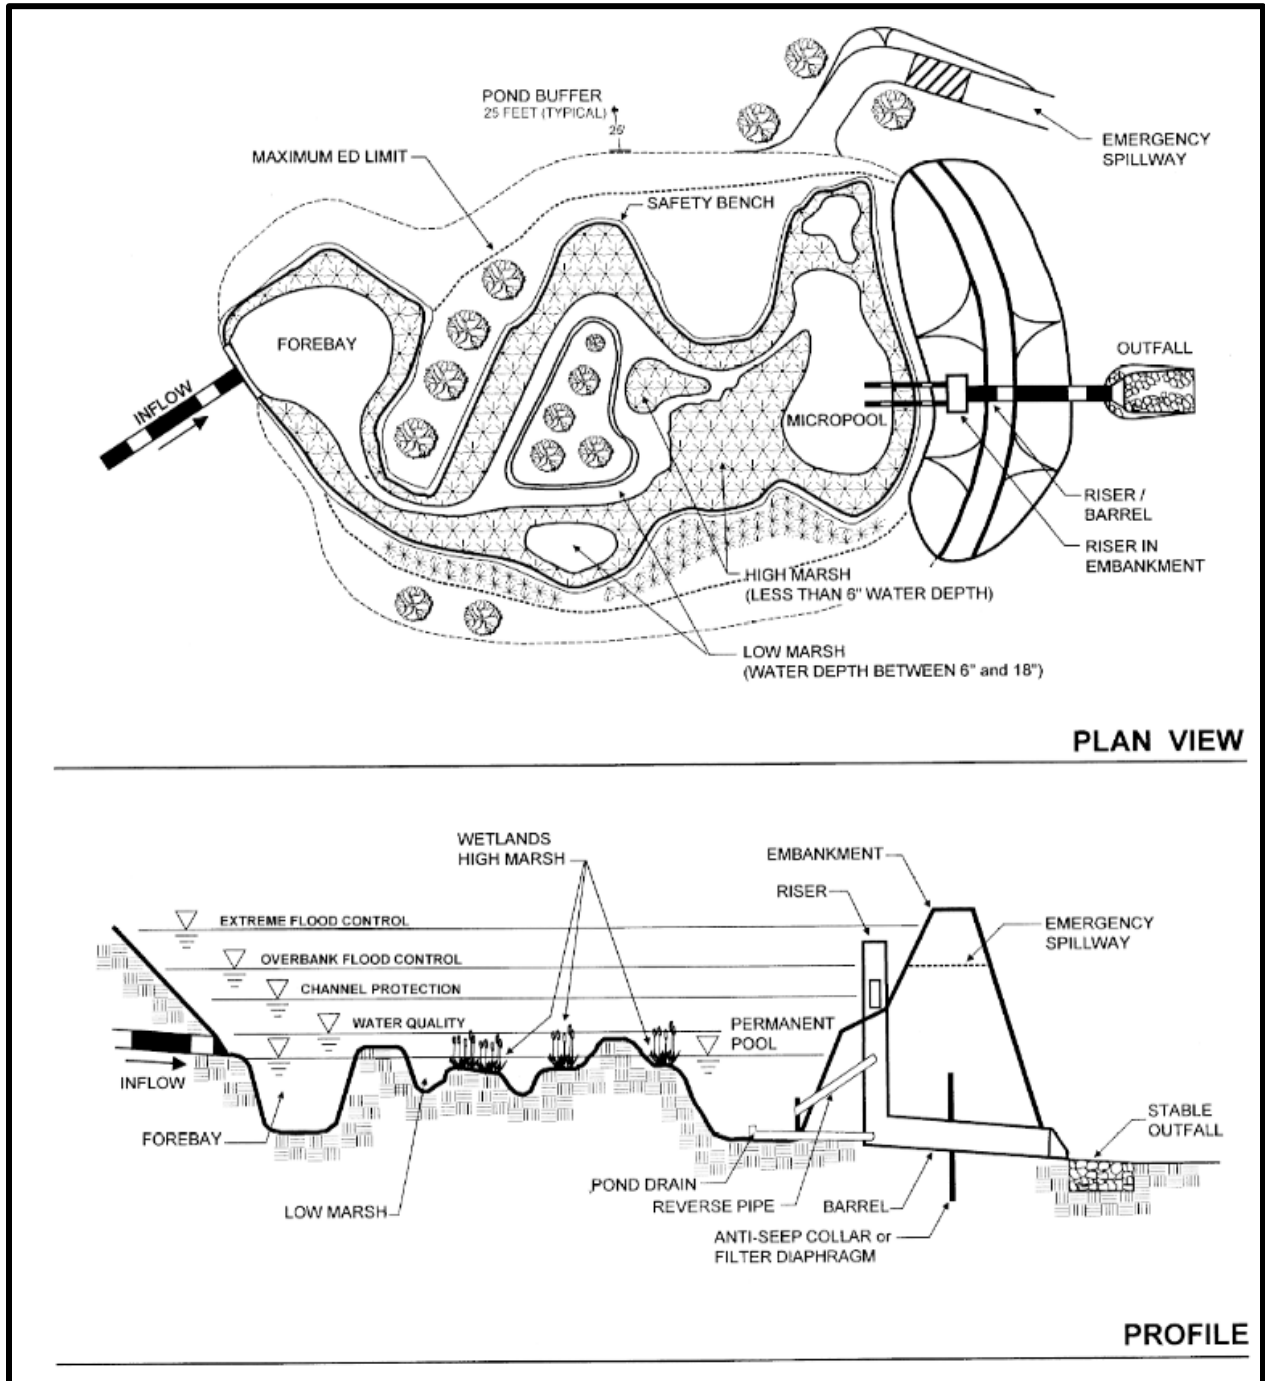 POND BUFFER
25 FEET (TYPICAL)
25'
EMERGENCY
SPILLWAY
MAXIMUM ED LIMIT
SAFETY BENCH
FOREBAY
INFLOW
OUTFALL
MICROPOOL
RISER /
BARREL
RISER IN
EMBANKMENT
HIGH MARSH
(LESS THAN 6" WATER DEPTH)
LOW MARSH
(WATER DEPTH BETWEEN 6" and 18")
PLAN VIEW
WETLANDS
HIGH MARSH
EMBANKMENT
RISER
EXTREME FLOOD CONTROL
EMERGENCY
SPILLWAY
OVERBANK FLOOD CONTROL
CHANNEL PROTECTION
WATER QUALITY
PERMANENT
POOL
INFLOW
FOREBAY
STABLE
OUTFALL
POND DRAIN
REVERSE PIPE
BARREL
LOW MARSH
ANTI-SEEP COLLAR or
FILTER DIAPHRAGM
PROFILE